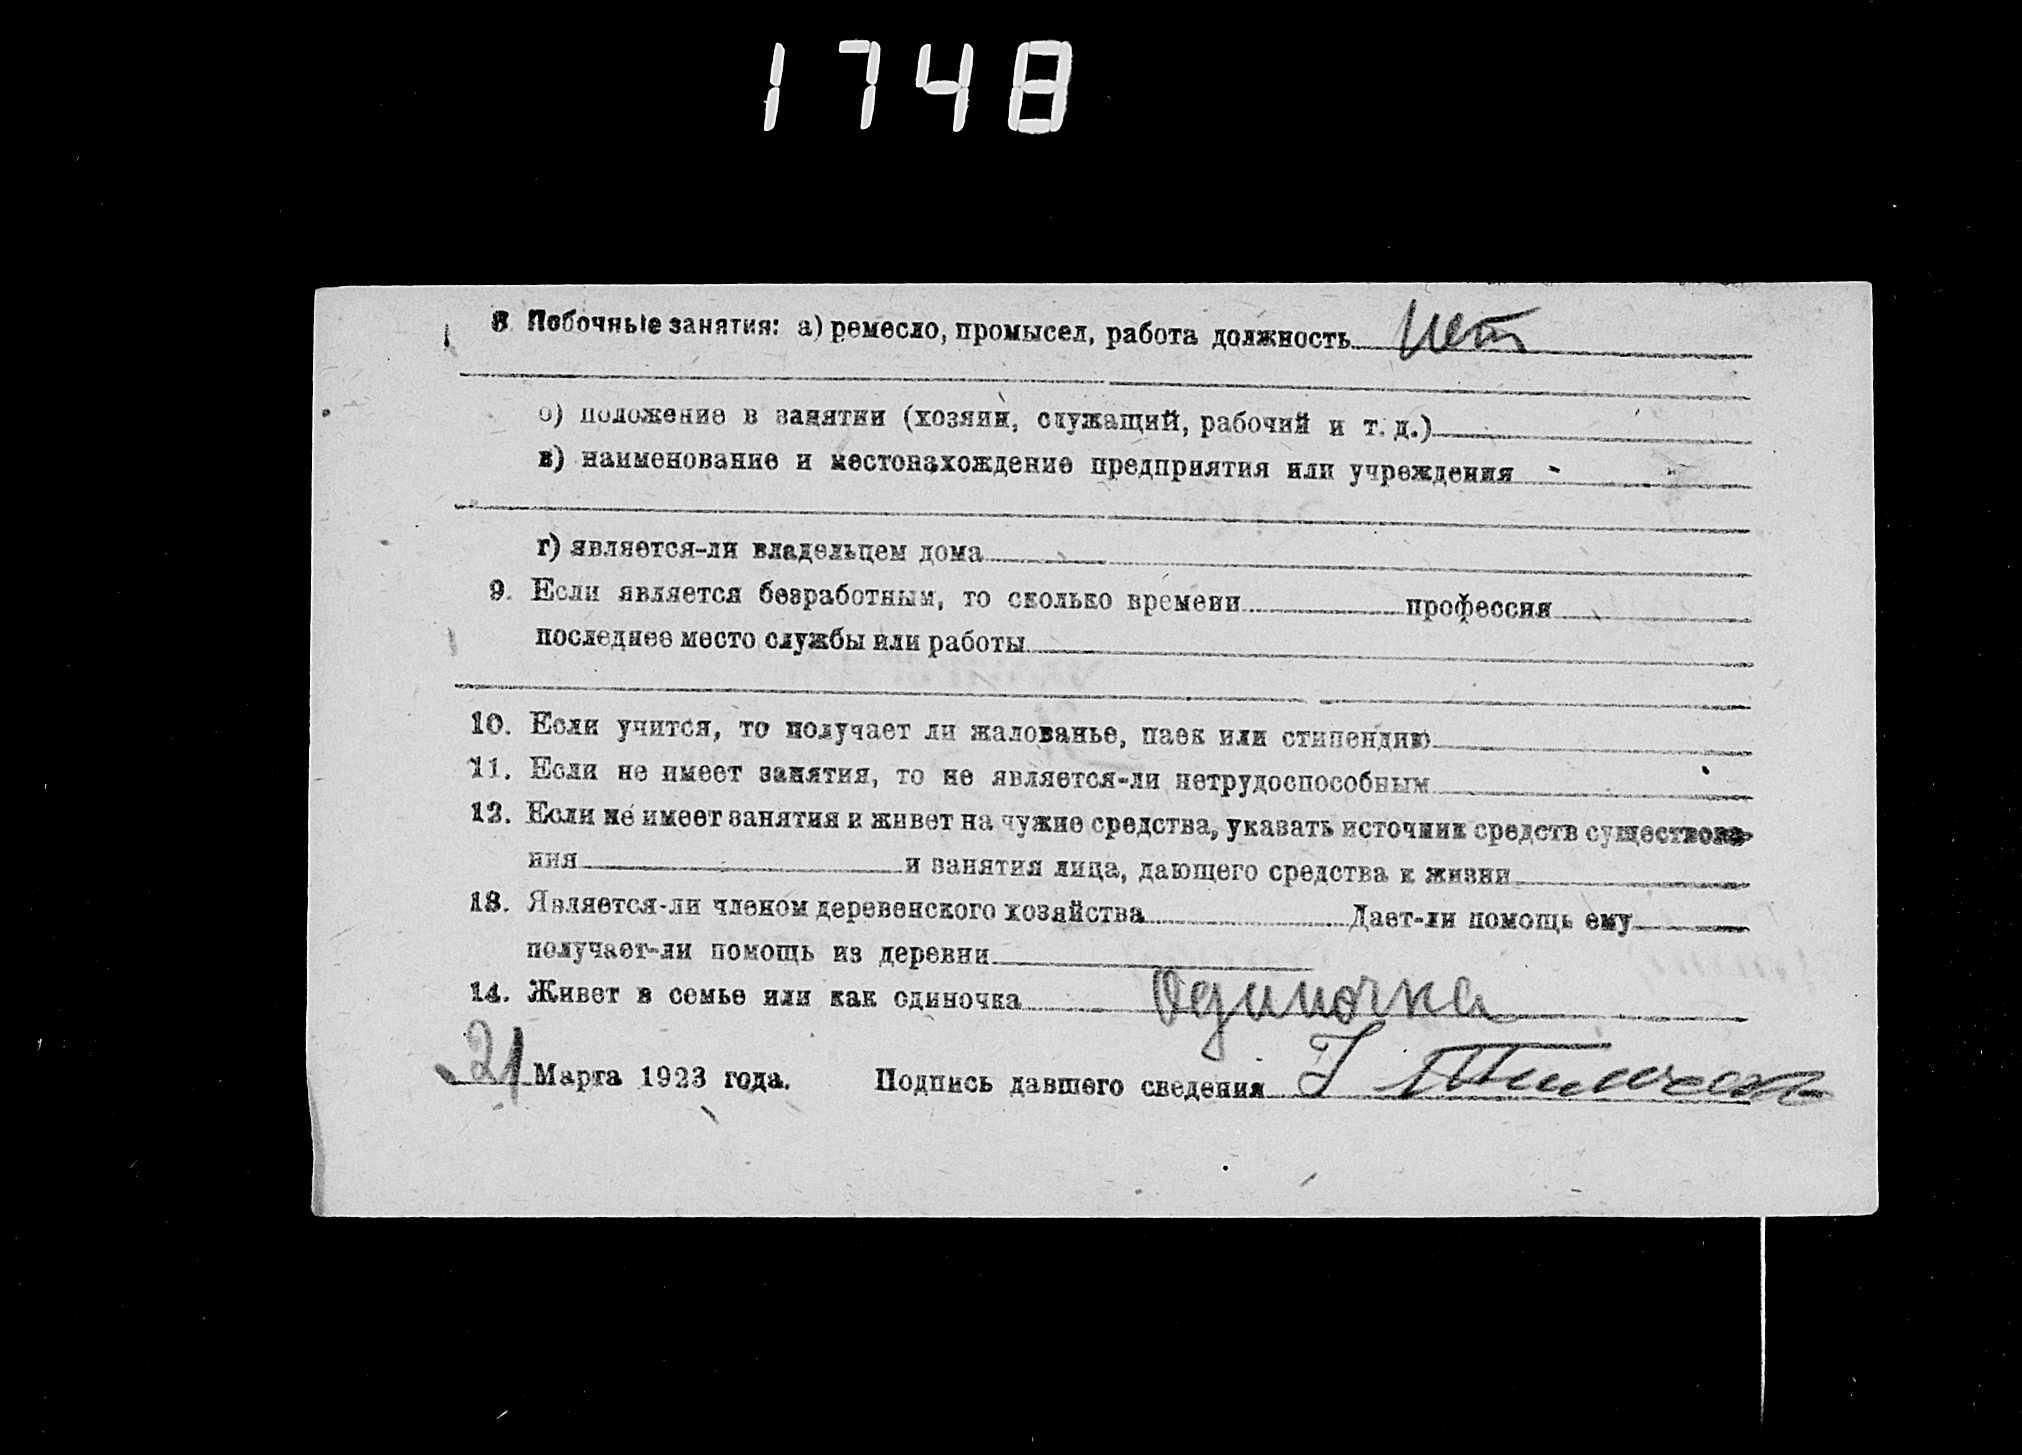 1748
8 Побочные занятия: а) ремесло, промысел, работа должность нет
б) положение в занятии (хозяин, служащий, рабочий и т. д.)
в) наименование и местонахождение предприятия или учреждения -
г) является-ли владельцем дома
9. Если является безработным, то сколько времени профессия
последнее место службы или работы
10. Если учится, то получает ли жалованье, паек или стипендию
11. Если не имеет занятия, то не является-ли нетрудоспособным
12. Если не имеет занятия и живет на чужие средства, указать источник средств существова-
ния и занятия лица, дающего средства к жизни
13. Является-ли членом деревенского хозяйства Дает-ли помощь ему
получает-ли помощь из деревни
14. Живет в семье или как одиночка Одиночка
21 Марта 1923 года. Подпись давшего сведения